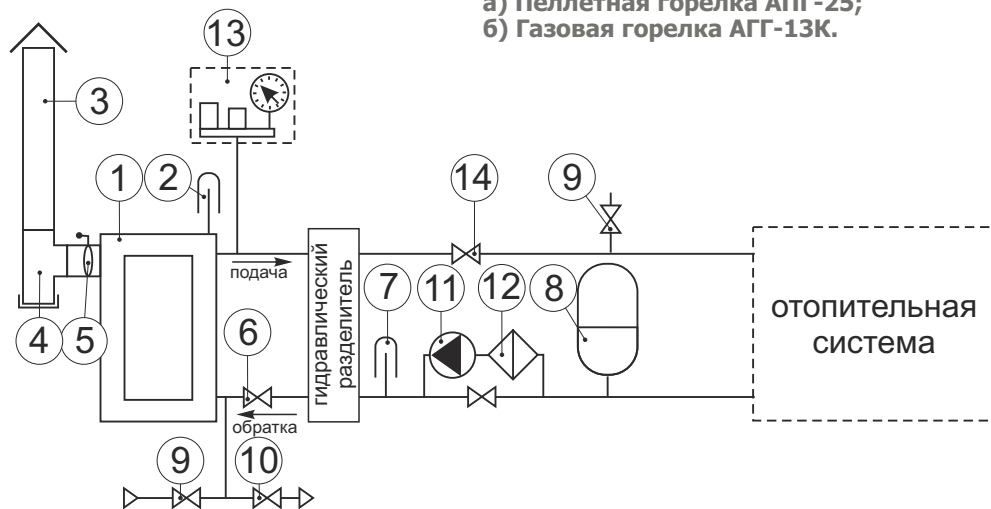 а) Пеллетная горелка АПГ-25;
б) Газовая горелка АГГ-13К.
13
3
1
2
14
9
подача
гидравлический
разделитель
7
11
12
8
отопительная
система
4
5
6
обратка
9
10